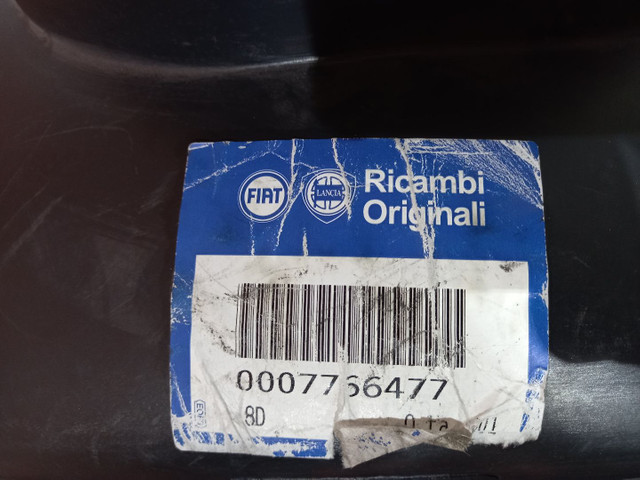 FIAT
LANCIA
Ricambi
Originali
0007766477
8D